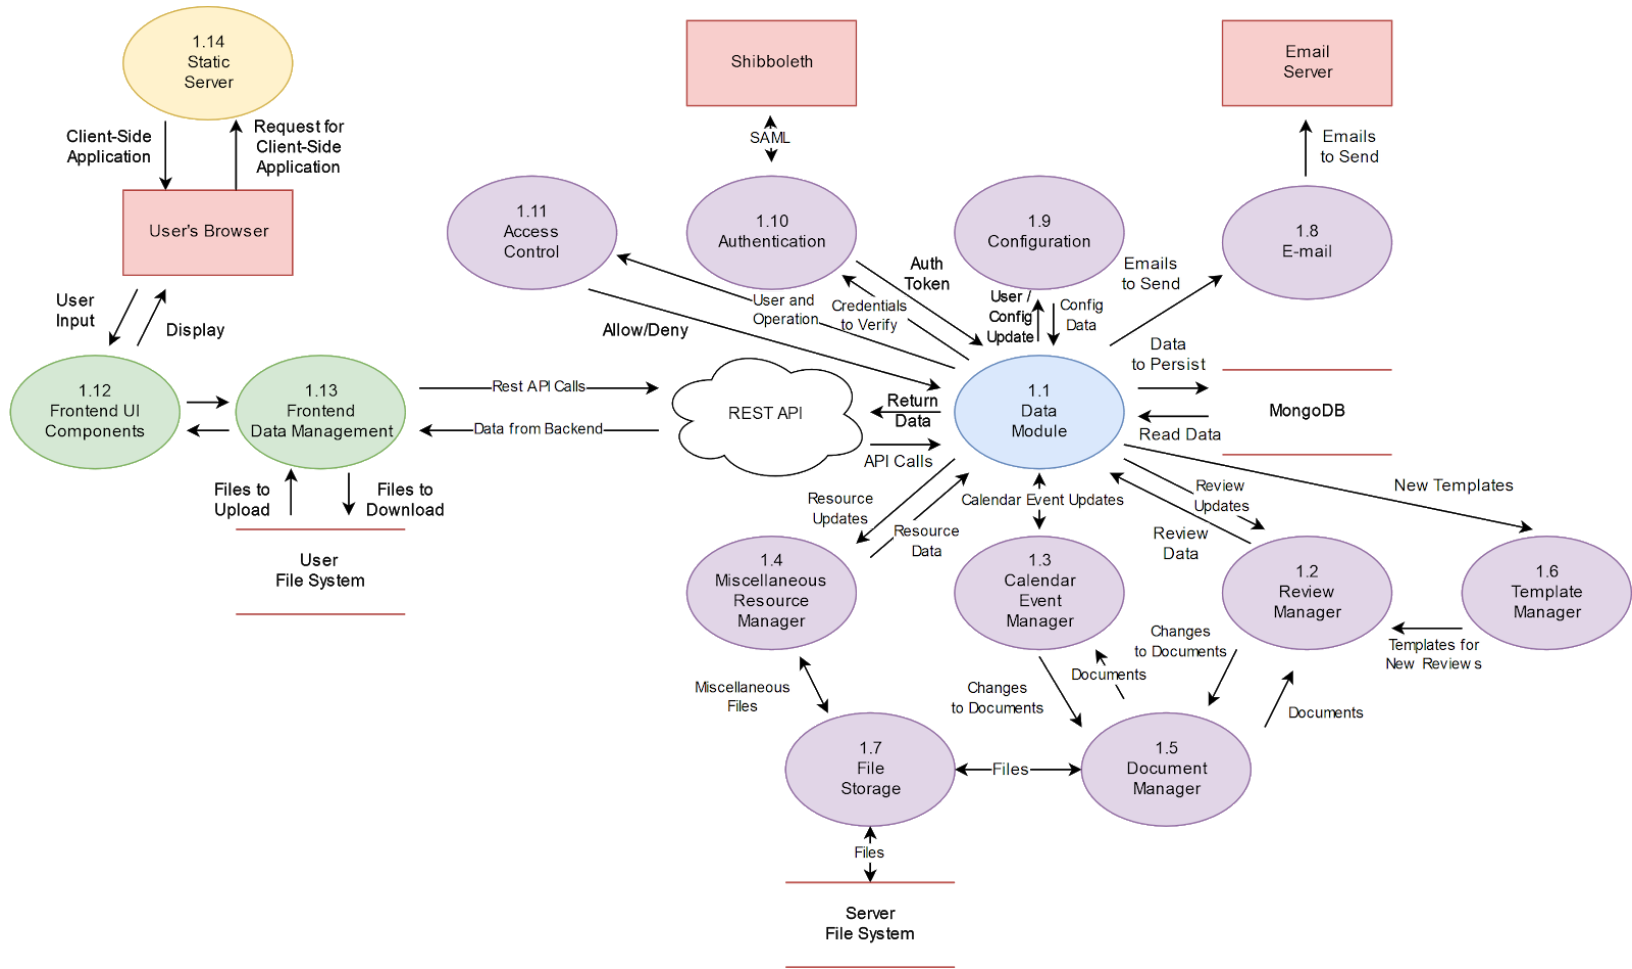 1.14
Static
Server
Shibboleth
Email
Server
Client-Side
Application
Request for
Client-Side
Application
SAML
Emails
to Send
User's Browser
1.11
Access
Control
1.10
Authentication
1.9
Configuration
1.8
E-mail
User
Input
Display
Auth
Token
Emails
to Send
User and
Operation
Credentials
to Verify
User /
Config
Update
Config
Data
Allow/Deny
Data
to Persist
1.12
Frontend UI
Components
1.13
Frontend
Data Management
Rest API Calls
Data from Backend
REST API
Return
Data
API Calls
1.1
Data
Module
MongoDB
Read Data
Files to
Upload
Files to
Download
Resource
Updates
Resource
Data
Calendar Event Updates
Review
Updates
Review
Data
New Templates
User
File System
1.4
Miscellaneous
Resource
Manager
1.3
Calendar
Event
Manager
1.2
Review
Manager
1.6
Template
Manager
Changes
to Documents
Templates for
New Reviews
Miscellaneous
Files
Changes
to Documents
Documents
Documents
1.7
File
Storage
Files
1.5
Document
Manager
Files
Server
File System